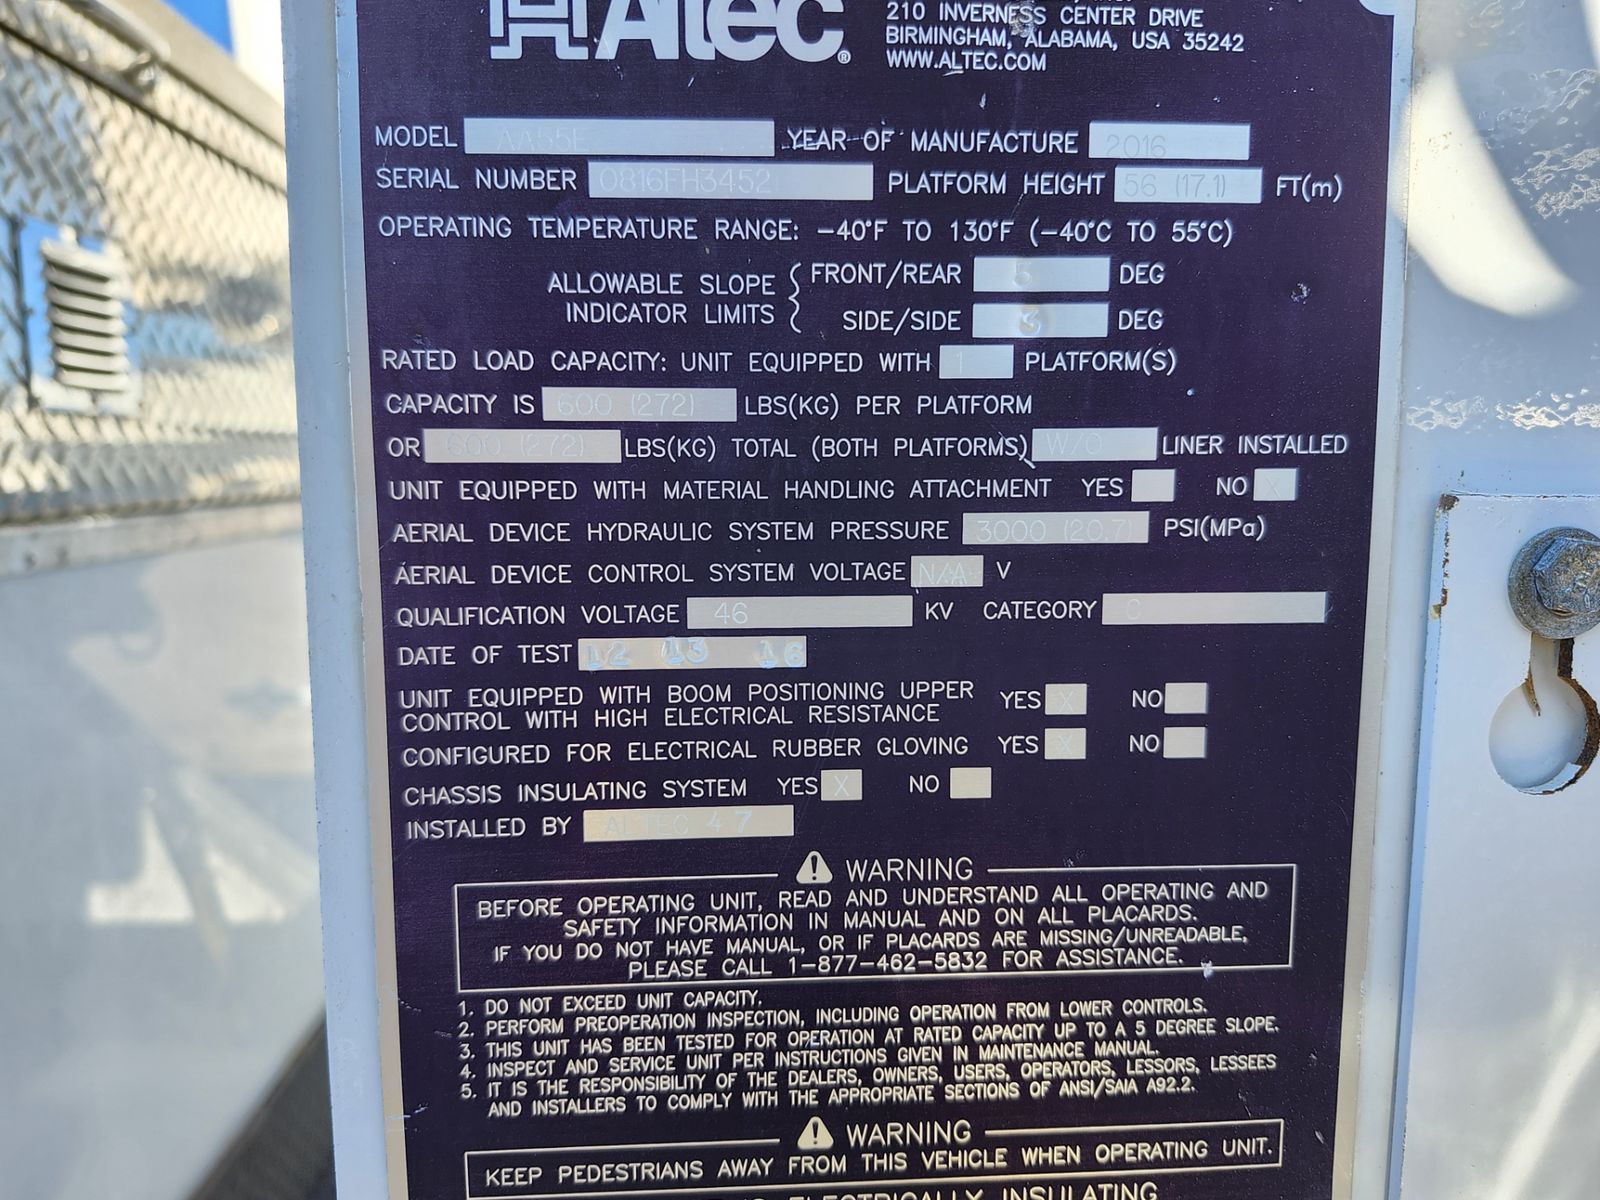 Altec®
210 INVERNESS CENTER DRIVE
BIRMINGHAM, ALABAMA, USA 35242
WWW.ALTEC.COM
MODEL AA55E YEAR OF MANUFACTURE 2016
SERIAL NUMBER 0816FH3452 PLATFORM HEIGHT 56 (17.1) FT(m)
OPERATING TEMPERATURE RANGE: -40°F TO 130°F (-40°C TO 55°C)
ALLOWABLE SLOPE INDICATOR LIMITS { FRONT/REAR 5 DEG
SIDE/SIDE 3 DEG
RATED LOAD CAPACITY: UNIT EQUIPPED WITH 1 PLATFORM(S)
CAPACITY IS 600 (272) LBS(KG) PER PLATFORM
OR 600 (272) LBS(KG) TOTAL (BOTH PLATFORMS) W/O LINER INSTALLED
UNIT EQUIPPED WITH MATERIAL HANDLING ATTACHMENT YES NO X
AERIAL DEVICE HYDRAULIC SYSTEM PRESSURE 3000 (20.7) PSI(MPa)
AERIAL DEVICE CONTROL SYSTEM VOLTAGE N/A V
QUALIFICATION VOLTAGE 46 KV CATEGORY C
DATE OF TEST 12 13 16
UNIT EQUIPPED WITH BOOM POSITIONING UPPER
CONTROL WITH HIGH ELECTRICAL RESISTANCE YES X NO
CONFIGURED FOR ELECTRICAL RUBBER GLOVING YES X NO
CHASSIS INSULATING SYSTEM YES X NO
INSTALLED BY ALTEC 47
WARNING
BEFORE OPERATING UNIT, READ AND UNDERSTAND ALL OPERATING AND
SAFETY INFORMATION IN MANUAL AND ON ALL PLACARDS.
IF YOU DO NOT HAVE MANUAL, OR IF PLACARDS ARE MISSING/UNREADABLE,
PLEASE CALL 1-877-462-5832 FOR ASSISTANCE.
1. DO NOT EXCEED UNIT CAPACITY.
2. PERFORM PREOPERATION INSPECTION, INCLUDING OPERATION FROM LOWER CONTROLS.
3. THIS UNIT HAS BEEN TESTED FOR OPERATION AT RATED CAPACITY UP TO A 5 DEGREE SLOPE.
4. INSPECT AND SERVICE UNIT PER INSTRUCTIONS GIVEN IN MAINTENANCE MANUAL.
5. IT IS THE RESPONSIBILITY OF THE DEALERS, OWNERS, USERS, OPERATORS, LESSORS, LESSEES
AND INSTALLERS TO COMPLY WITH THE APPROPRIATE SECTIONS OF ANSI/SAIA A92.2.
WARNING
KEEP PEDESTRIANS AWAY FROM THIS VEHICLE WHEN OPERATING UNIT.
ELECTRICALLY INSULATING